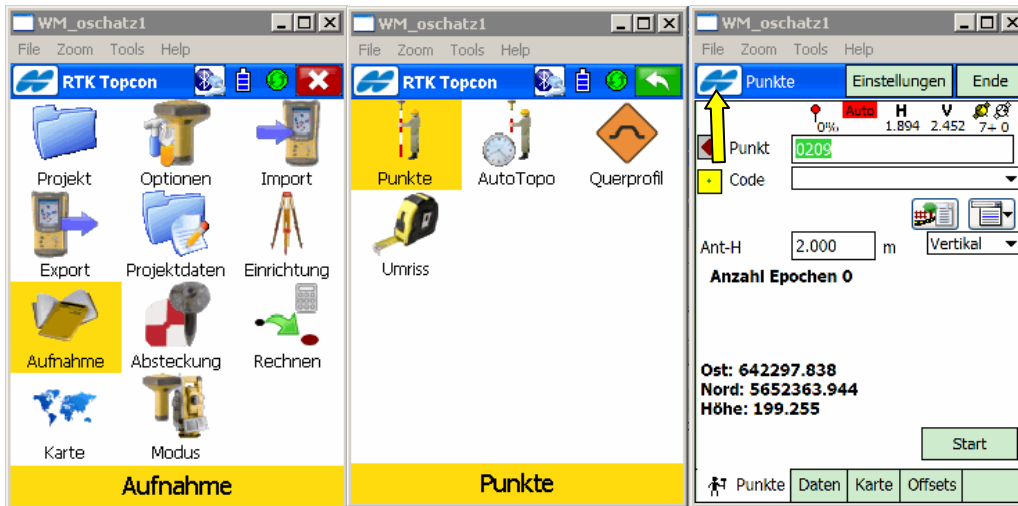 WM_oschatz1
File Zoom Tools Help
RTK Topcon
Projekt Optionen Import
Export Projektdaten Einrichtung
Aufnahme Absteckung Rechnen
Karte Modus
Aufnahme
WM_oschatz1
File Zoom Tools Help
RTK Topcon
Punkte AutoTopo Querprofil
Umriss
Punkte
WM_oschatz1
File Zoom Tools Help
Punkte Einstellungen Ende
Auto H V
0% 1.894 2.452 7+ 0
Punkt 0209
Code
Ant-H 2.000 m Vertikal
Anzahl Epochen 0
Ost: 642297.838
Nord: 5652363.944
Höhe: 199.255
Start
Punkte Daten Karte Offsets